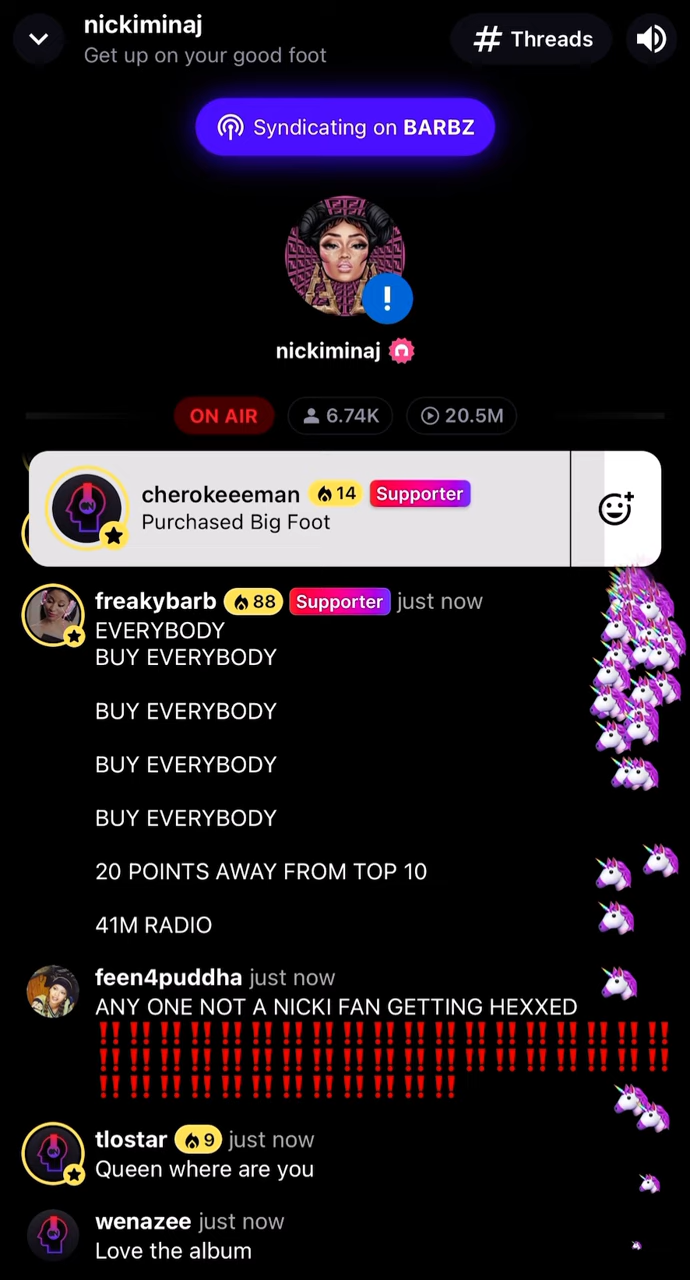 nickiminaj
Get up on your good foot
# Threads
Syndicating on BARBZ
!
nickiminaj
ON AIR
6.74K
20.5M
cherokeeeman 14 Supporter
Purchased Big Foot
freakybarb 88 Supporter just now
EVERYBODY
BUY EVERYBODY
BUY EVERYBODY
BUY EVERYBODY
BUY EVERYBODY
20 POINTS AWAY FROM TOP 10
41M RADIO
feen4puddha just now
ANY ONE NOT A NICKI FAN GETTING HEXXED
‼️‼️‼️‼️‼️‼️‼️‼️‼️‼️‼️‼️‼️‼️‼️‼️‼️‼️‼️
‼️‼️‼️‼️‼️‼️‼️‼️‼️‼️‼️‼️‼️‼️‼️‼️‼️‼️‼️
‼️‼️‼️‼️‼️‼️‼️‼️‼️‼️‼️‼️
tlostar 9 just now
Queen where are you
wenazee just now
Love the album